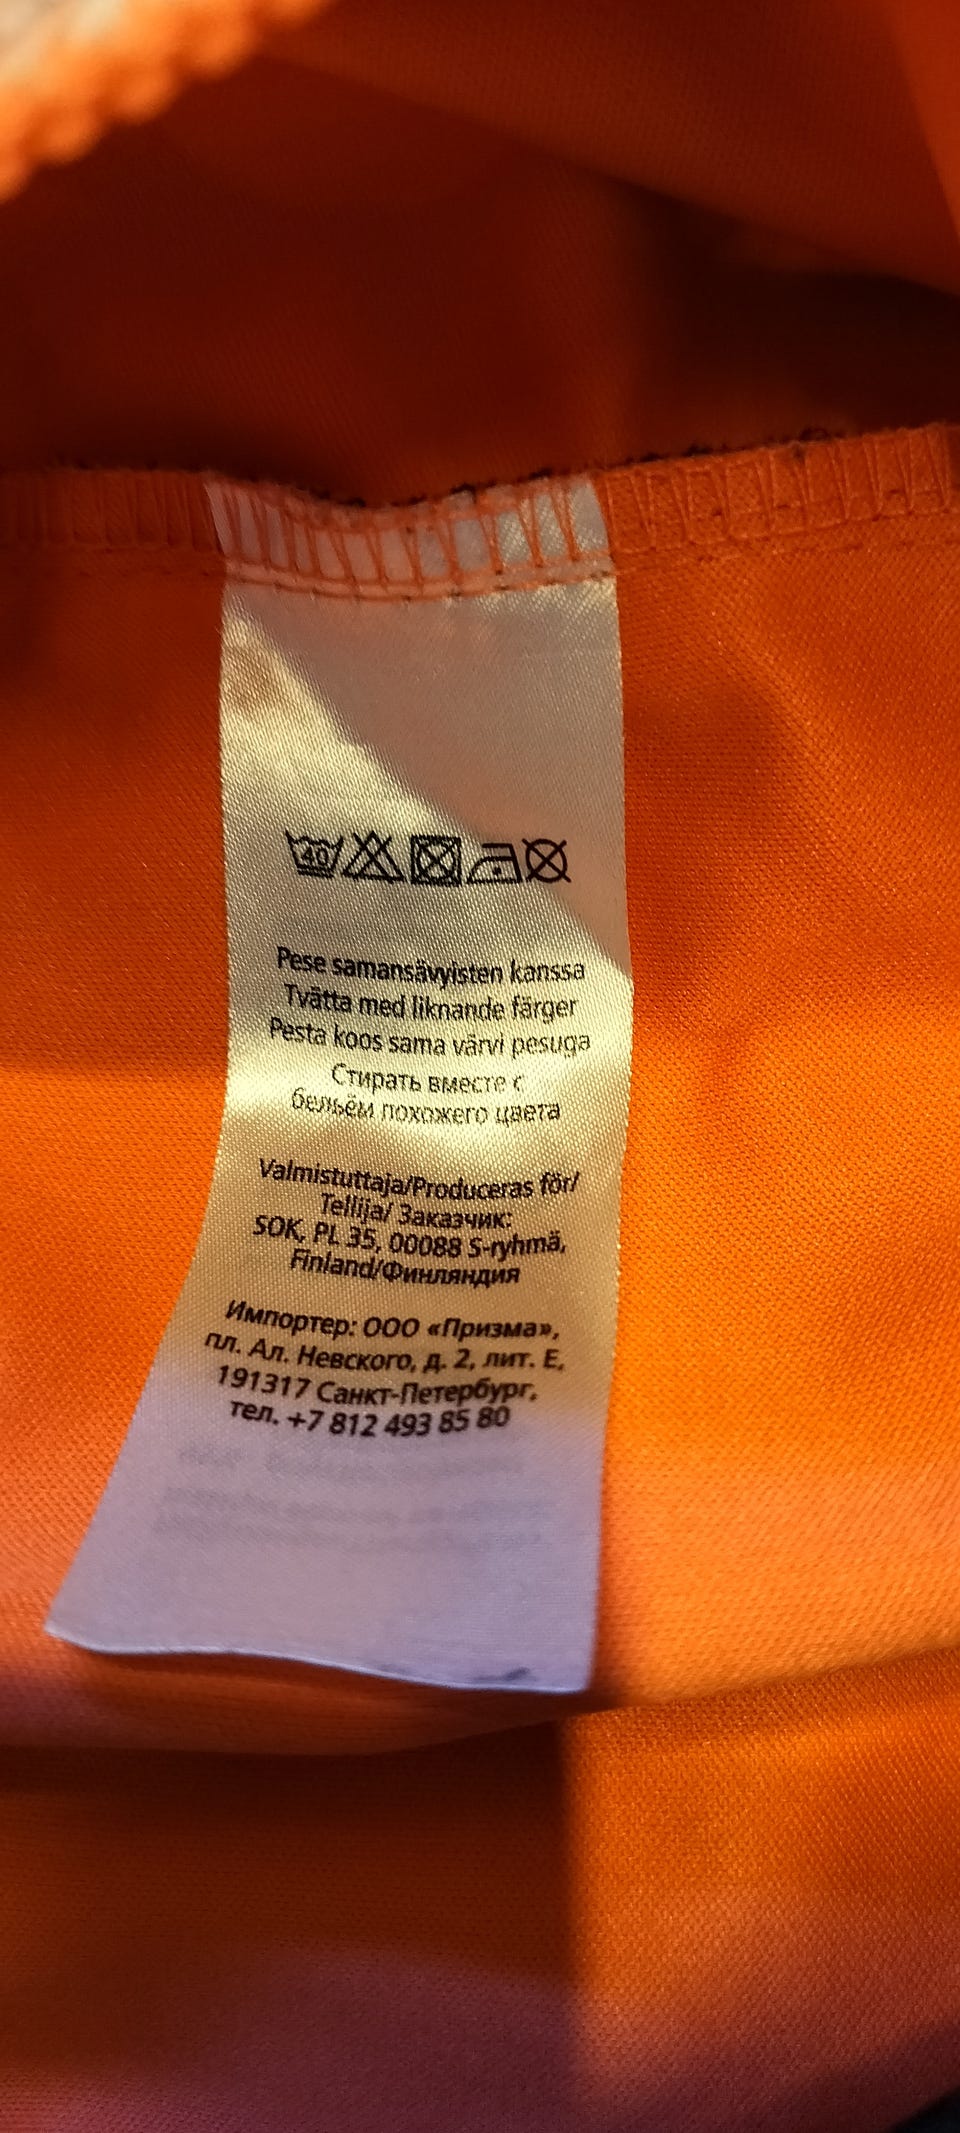 40
Pese samansävyisten kanssa
Tvätta med liknande färger
Pesta koos sama värvi pesuga
Стирать вместе с
бельём похожего цвета
Valmistuttaja/Produceras för/
Tellija/ Заказчик:
SOK, PL 35, 00088 S-ryhmä,
Finland/Финляндия
Импортер: ООО «Призма»,
пл. Ал. Невского, д. 2, лит. Е,
191317 Санкт-Петербург,
тел. +7 812 493 85 80